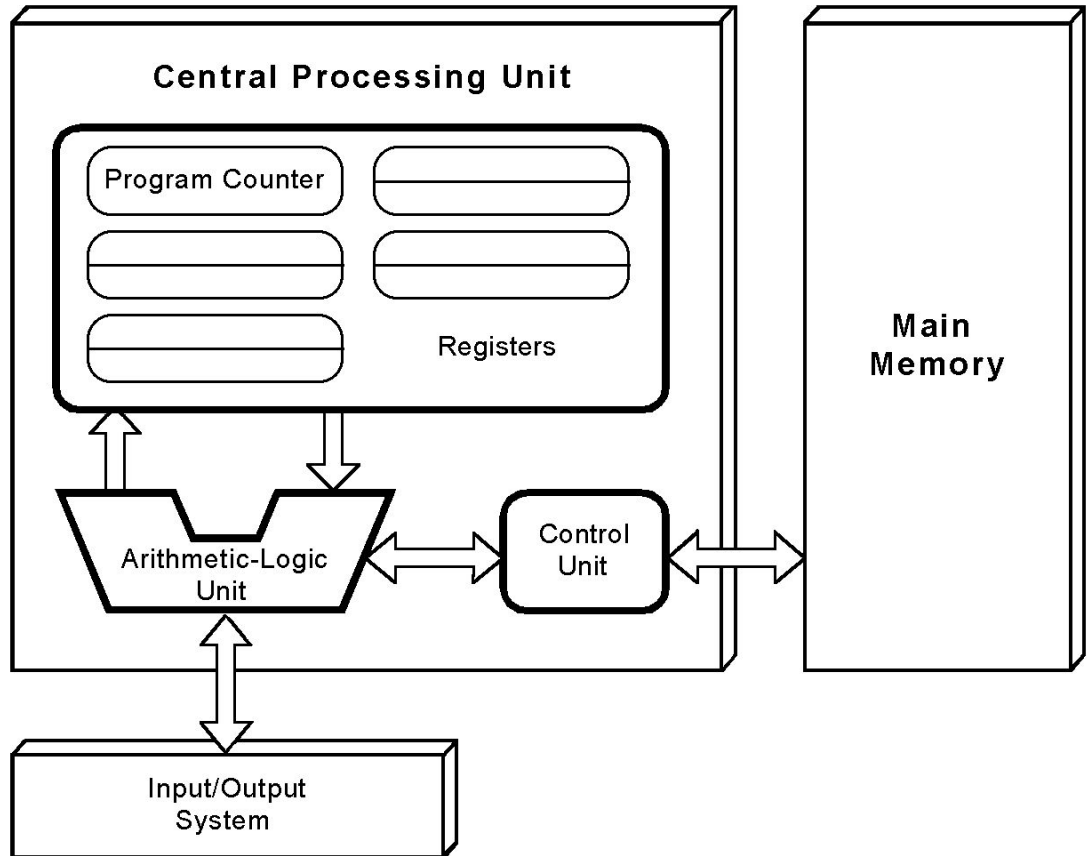 Central Processing Unit
Program Counter
Registers
Main
Memory
Arithmetic-Logic
Unit
Control
Unit
Input/Output
System